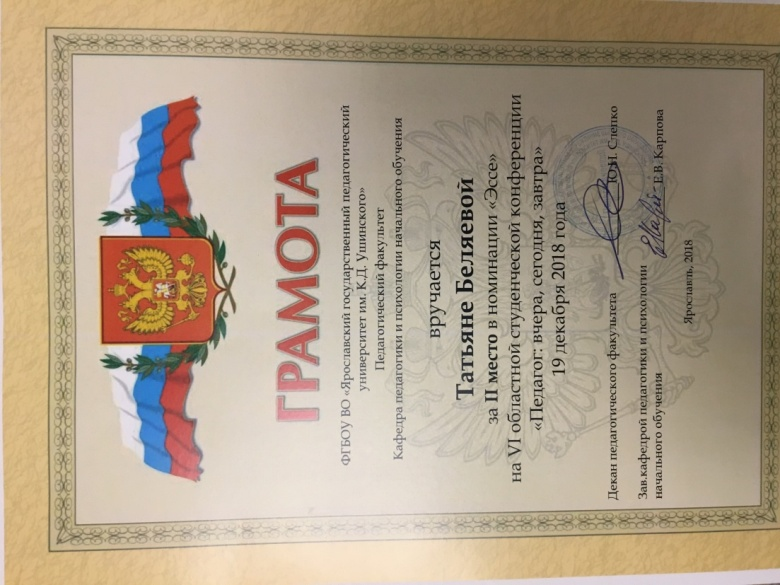 ГРАМОТА
ФГБОУ ВО «Ярославский государственный педагогический
университет им. К.Д. Ушинского»
Педагогический факультет
Кафедра педагогики и психологии начального обучения
вручается
Татьяне Беляевой
за II место в номинации «Эссе»
на VI областной студенческой конференции
«Педагог: вчера, сегодня, завтра»
19 декабря 2018 года
Декан педагогического факультета Ю.Н. Слепко
Зав.кафедрой педагогики и психологии
начального обучения Е.В. Карпова
Ярославль, 2018